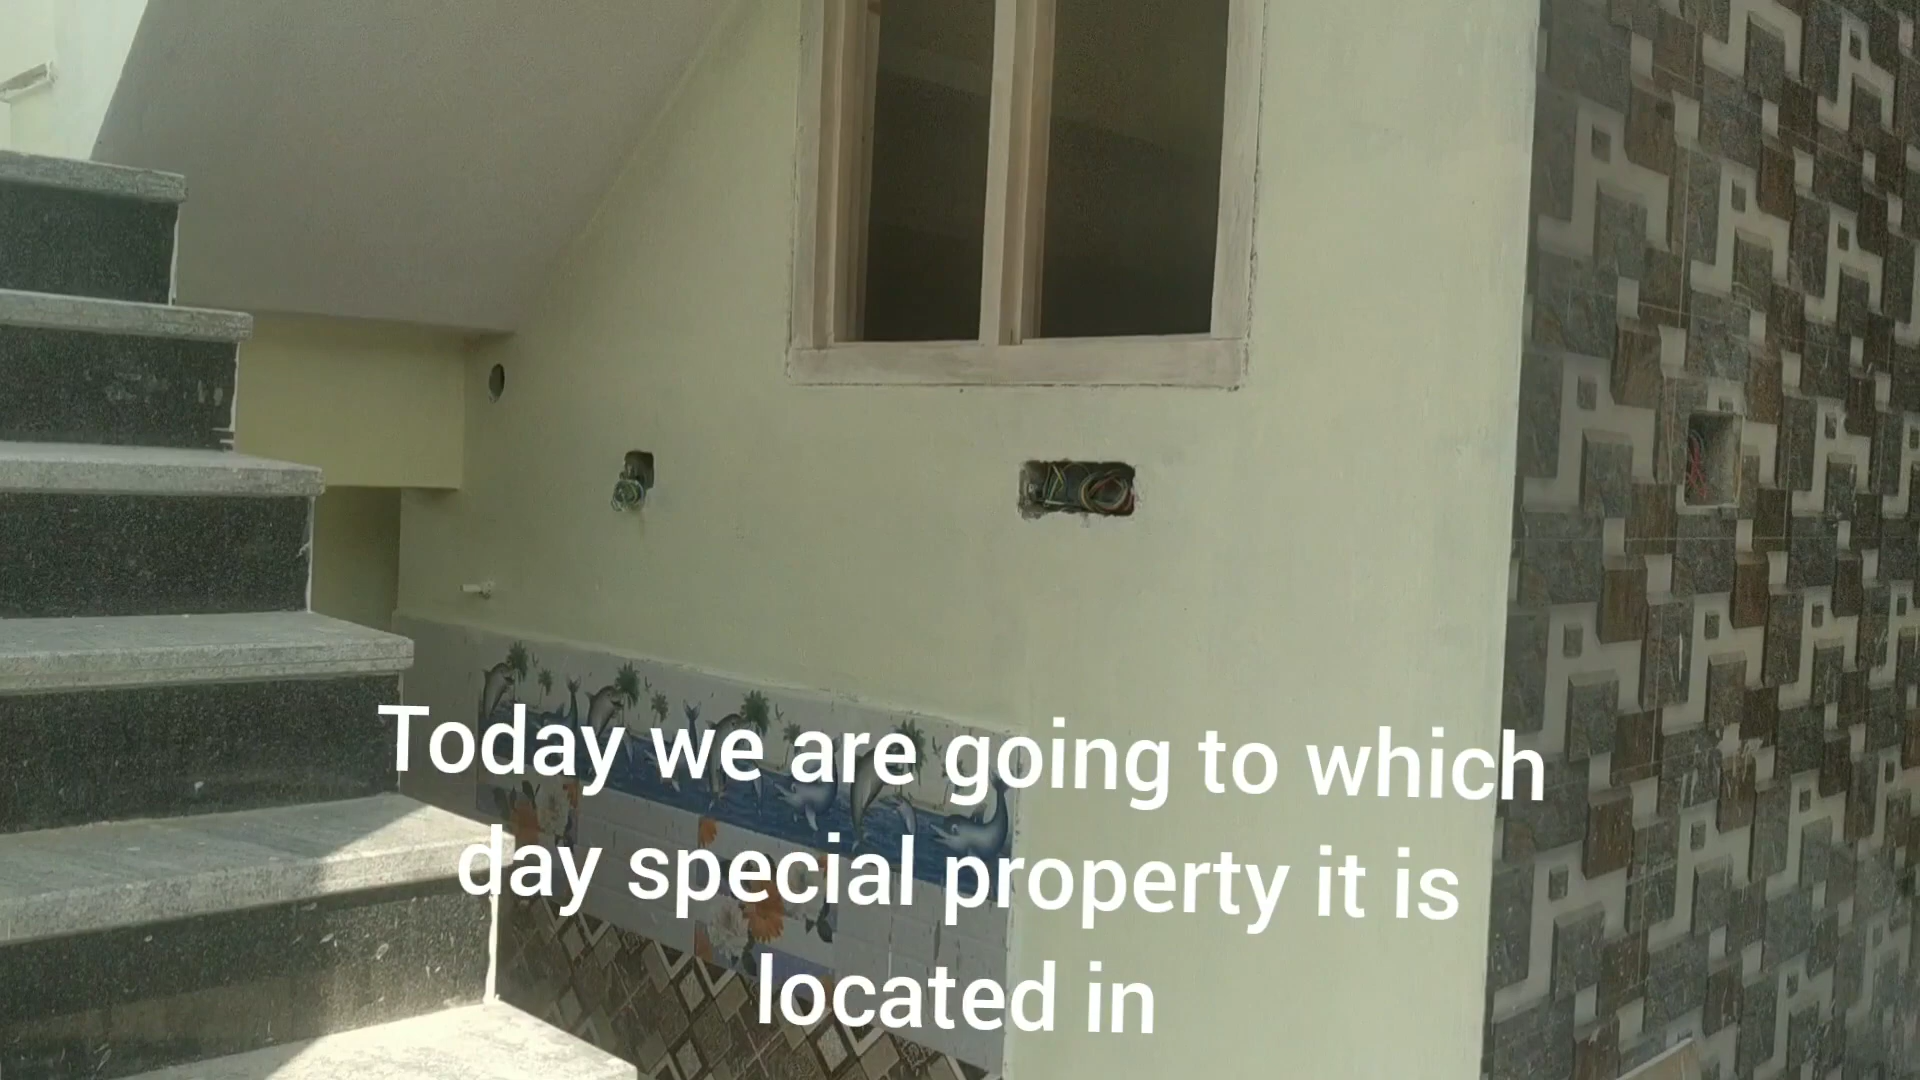 Today we are going to which
day special property it is
located in